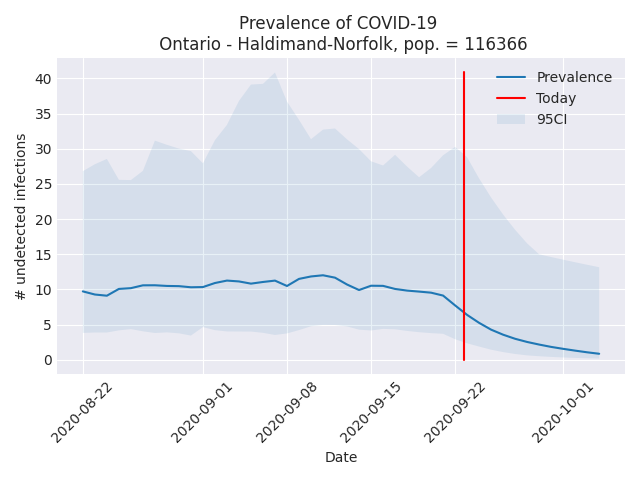 Prevalence of COVID-19
Ontario - Haldimand-Norfolk, pop. = 116366
# undetected infections
40
35
30
25
20
15
10
5
0
Prevalence
Today
95CI
2020-08-22
2020-09-01
2020-09-08
2020-09-15
2020-09-22
2020-10-01
Date